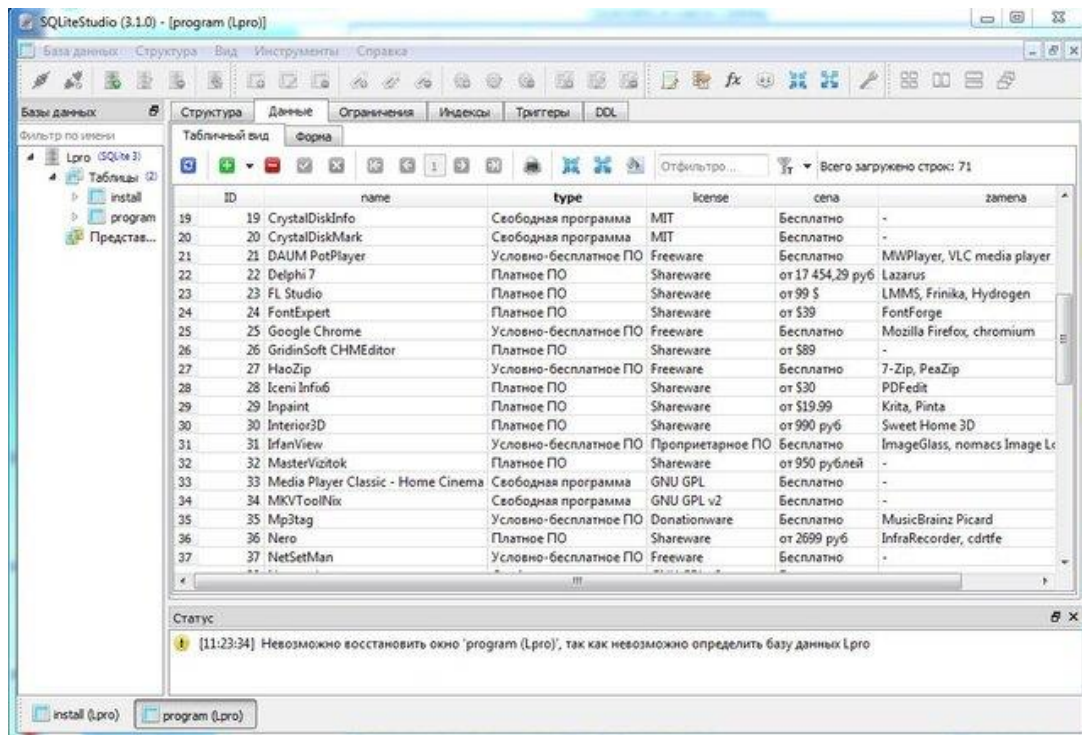 SQLiteStudio (3.1.0) - [program (Lpro)]
База данных Структура Вид Инструменты Справка
Базы данных
Фильтр по имени
Lpro (SQLite 3)
Таблицы (2)
install
program
Представ...
Структура Данные Ограничения Индексы Триггеры DDL
Табличный вид Форма
1 Отфильтро... Всего загружено строк: 71
ID name type license cena zamena
19 19 CrystalDiskInfo Свободная программа MIT Бесплатно -
20 20 CrystalDiskMark Свободная программа MIT Бесплатно -
21 21 DAUM PotPlayer Условно-бесплатное ПО Freeware Бесплатно MWPlayer, VLC media player
22 22 Delphi 7 Платное ПО Shareware от 17 454,29 руб Lazarus
23 23 FL Studio Платное ПО Shareware от 99 $ LMMS, Frinika, Hydrogen
24 24 FontExpert Платное ПО Shareware от $39 FontForge
25 25 Google Chrome Условно-бесплатное ПО Freeware Бесплатно Mozilla Firefox, chromium
26 26 GridinSoft CHMEditor Платное ПО Shareware от $89 -
27 27 HaoZip Условно-бесплатное ПО Freeware Бесплатно 7-Zip, PeaZip
28 28 Iceni Infix6 Платное ПО Shareware от $30 PDFedit
29 29 Inpaint Платное ПО Shareware от $19.99 Krita, Pinta
30 30 Interior3D Платное ПО Shareware от 990 руб Sweet Home 3D
31 31 IrfanView Условно-бесплатное ПО Проприетарное ПО Бесплатно ImageGlass, nomacs Image Lo
32 32 MasterVizitok Платное ПО Shareware от 950 рублей -
33 33 Media Player Classic - Home Cinema Свободная программа GNU GPL Бесплатно -
34 34 MKVToolNix Свободная программа GNU GPL v2 Бесплатно -
35 35 Mp3tag Условно-бесплатное ПО Donationware Бесплатно MusicBrainz Picard
36 36 Nero Платное ПО Shareware от 2699 руб InfraRecorder, cdrtfe
37 37 NetSetMan Условно-бесплатное ПО Freeware Бесплатно -
Статус
[11:23:34] Невозможно восстановить окно 'program (Lpro)', так как невозможно определить базу данных Lpro
install (Lpro) program (Lpro)